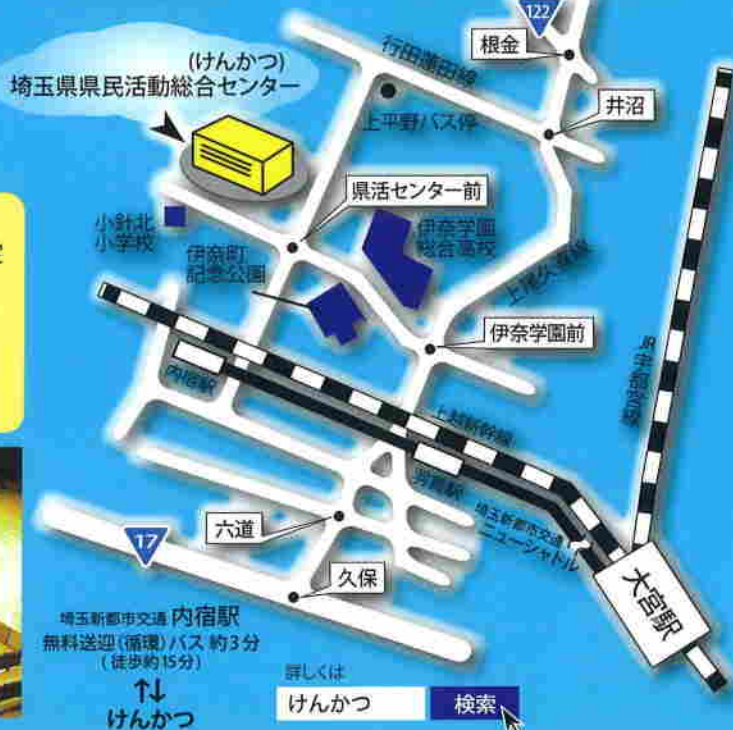 122
根金
行田蓮田線
(けんかつ)
埼玉県県民活動総合センター
井沼
上平野バス停
県活センター前
小針北
小学校
伊奈学園
総合高校
伊奈町
記念公園
上尾久喜線
伊奈学園前
JR宇都宮線
内宿駅
上越新幹線
羽貫駅
埼玉新都市交通
ニューシャトル
六道
17
久保
大宮駅
埼玉新都市交通 内宿駅
無料送迎(循環)バス 約3分
(徒歩約15分)
↑↓
けんかつ
詳しくは
けんかつ
検索